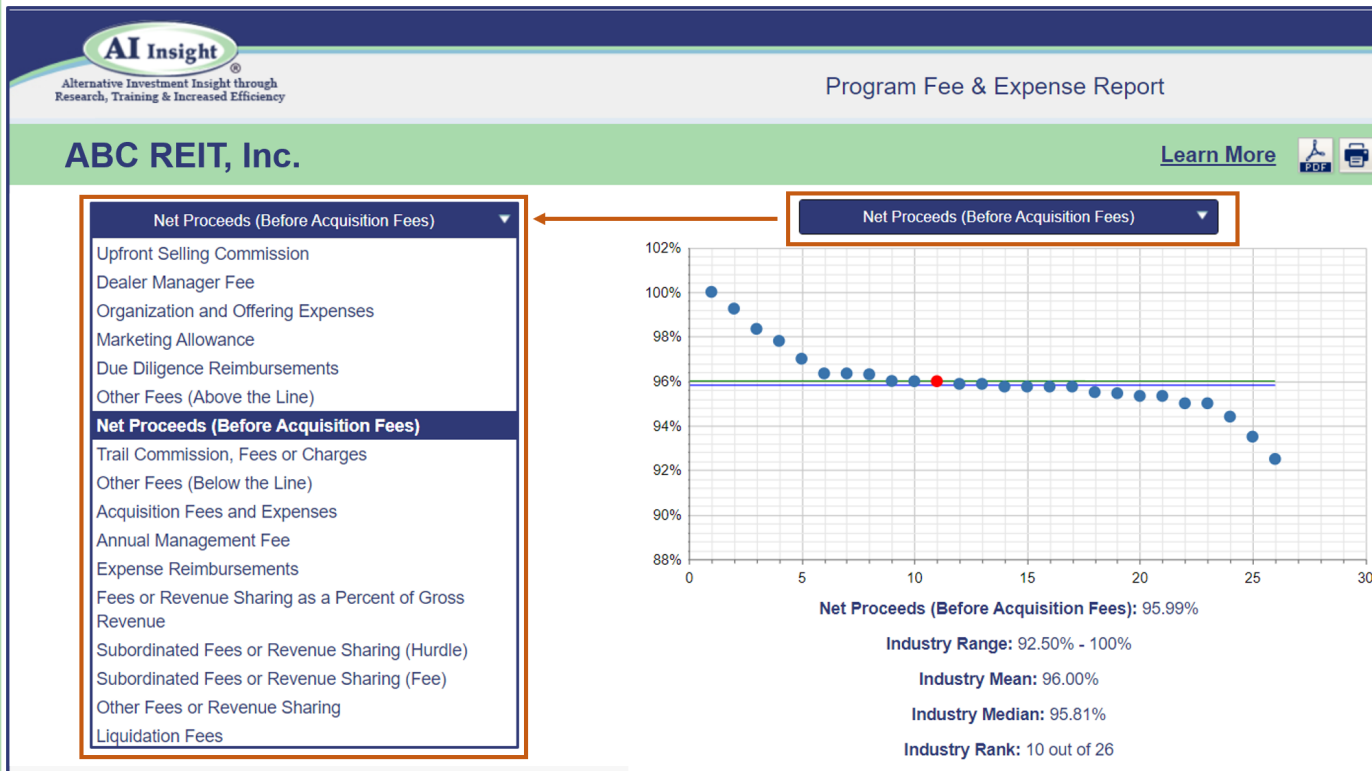 AI Insight
®
Alternative Investment Insight through
Research, Training & Increased Efficiency
Program Fee & Expense Report
ABC REIT, Inc.
Learn More
PDF
Net Proceeds (Before Acquisition Fees)
Upfront Selling Commission
Dealer Manager Fee
Organization and Offering Expenses
Marketing Allowance
Due Diligence Reimbursements
Other Fees (Above the Line)
Net Proceeds (Before Acquisition Fees)
Trail Commission, Fees or Charges
Other Fees (Below the Line)
Acquisition Fees and Expenses
Annual Management Fee
Expense Reimbursements
Fees or Revenue Sharing as a Percent of Gross
Revenue
Subordinated Fees or Revenue Sharing (Hurdle)
Subordinated Fees or Revenue Sharing (Fee)
Other Fees or Revenue Sharing
Liquidation Fees
Net Proceeds (Before Acquisition Fees)
102%
100%
98%
96%
94%
92%
90%
88%
0 5 10 15 20 25 30
Net Proceeds (Before Acquisition Fees): 95.99%
Industry Range: 92.50% - 100%
Industry Mean: 96.00%
Industry Median: 95.81%
Industry Rank: 10 out of 26